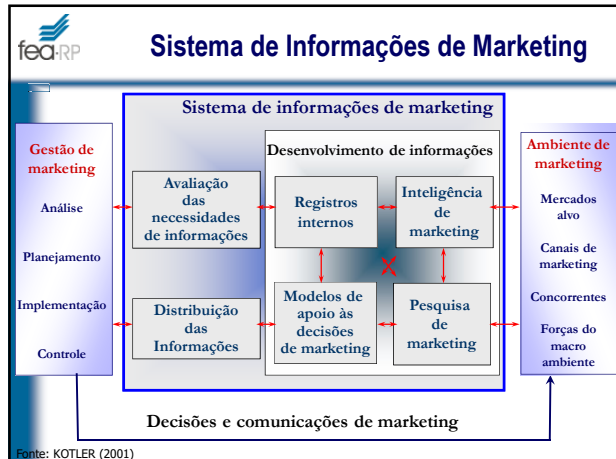 fea-RP
Sistema de Informações de Marketing
Sistema de informações de marketing
Gestão de
marketing
Análise
Planejamento
Implementação
Controle
Avaliação
das
necessidades
de informações
Distribuição
das
Informações
Desenvolvimento de informações
Registros
internos
Inteligência
de
marketing
Modelos de
apoio às
decisões
de marketing
Pesquisa
de
marketing
Ambiente de
marketing
Mercados
alvo
Canais de
marketing
Concorrentes
Forças do
macro
ambiente
Decisões e comunicações de marketing
Fonte: KOTLER (2001)